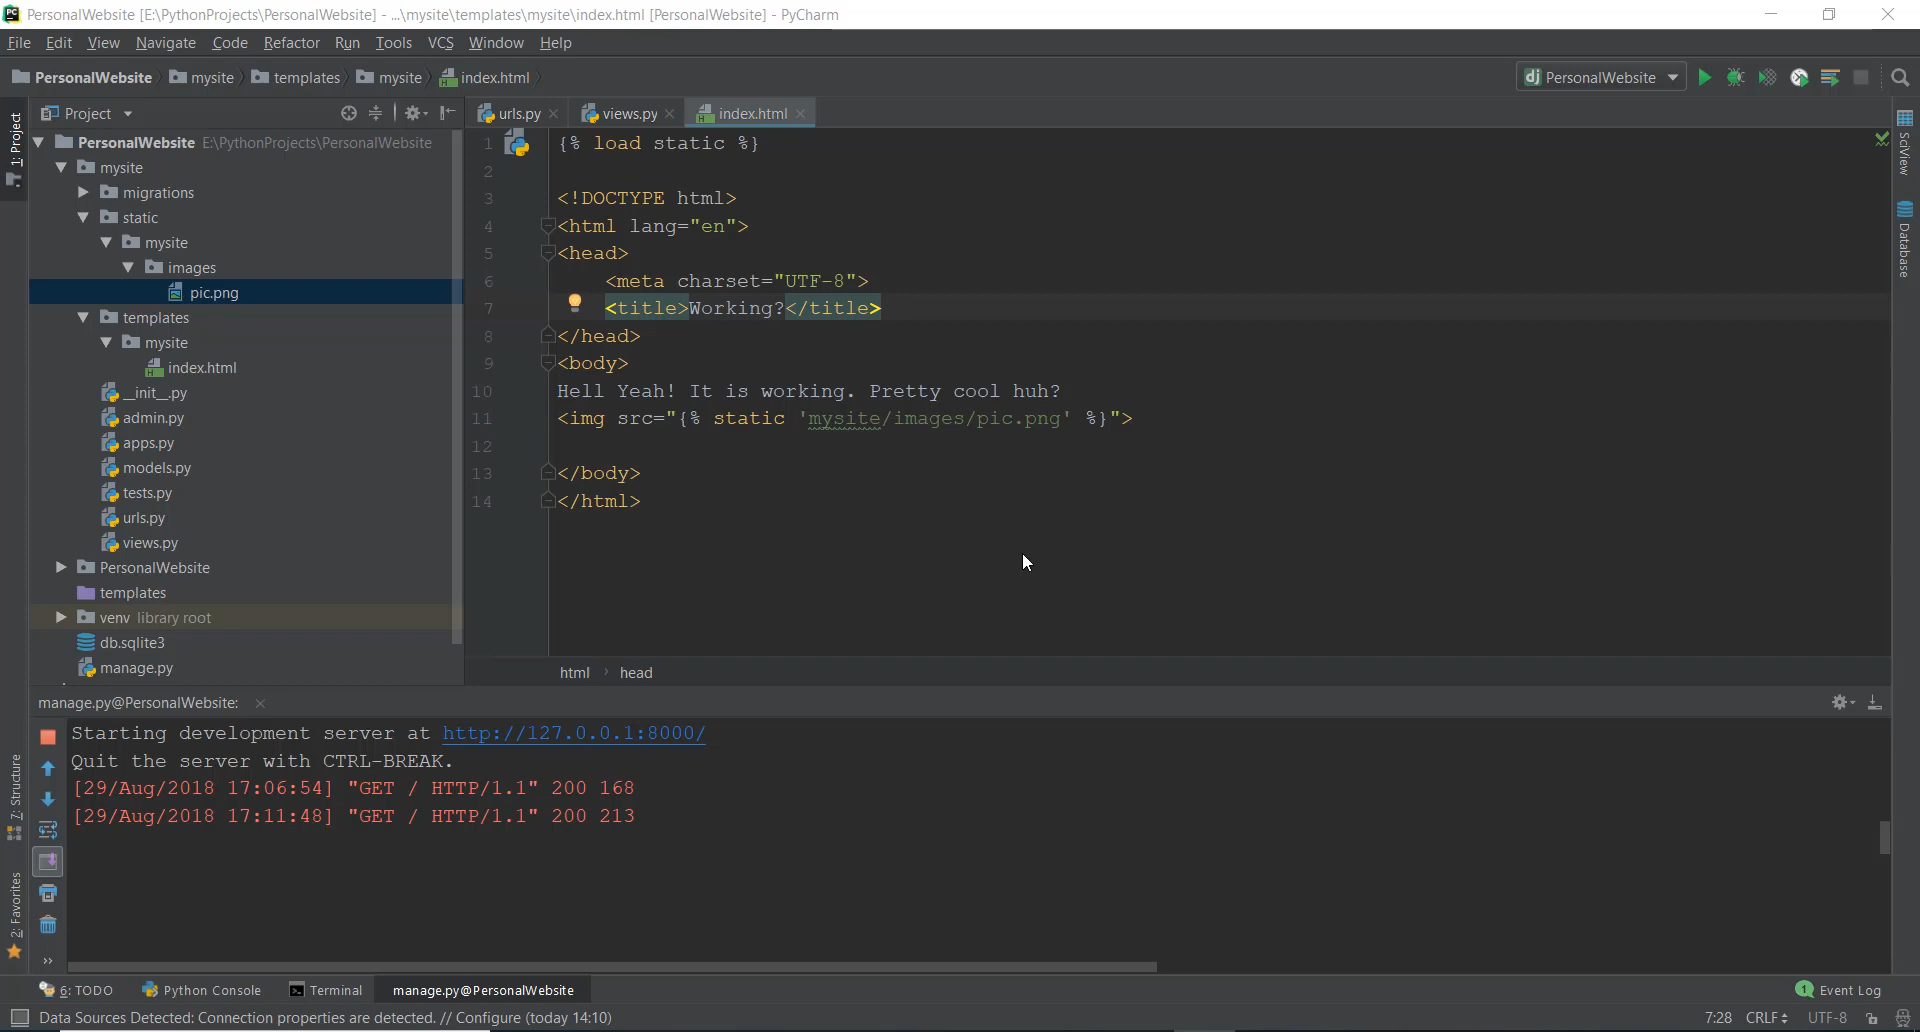 PersonalWebsite [E:\PythonProjects\PersonalWebsite] - ...\mysite\templates\mysite\index.html [PersonalWebsite] - PyCharm
File Edit View Navigate Code Refactor Run Tools VCS Window Help
PersonalWebsite mysite templates mysite index.html
dj PersonalWebsite
Project
urls.py views.py index.html
1: Project
7: Structure
2: Favorites
PersonalWebsite E:\PythonProjects\PersonalWebsite
mysite
migrations
static
mysite
images
pic.png
templates
mysite
index.html
__init__.py
admin.py
apps.py
models.py
tests.py
urls.py
views.py
PersonalWebsite
templates
venv library root
db.sqlite3
manage.py
1 {% load static %}
2
3 <!DOCTYPE html>
4 <html lang="en">
5 <head>
6 <meta charset="UTF-8">
7 <title>Working?</title>
8 </head>
9 <body>
10 Hell Yeah! It is working. Pretty cool huh?
11 <img src="{% static 'mysite/images/pic.png' %}">
12
13 </body>
14 </html>
html head
SciView
Database
manage.py@PersonalWebsite:
Starting development server at http://127.0.0.1:8000/
Quit the server with CTRL-BREAK.
[29/Aug/2018 17:06:54] "GET / HTTP/1.1" 200 168
[29/Aug/2018 17:11:48] "GET / HTTP/1.1" 200 213
6: TODO Python Console Terminal manage.py@PersonalWebsite 1 Event Log
Data Sources Detected: Connection properties are detected. // Configure (today 14:10) 7:28 CRLF UTF-8